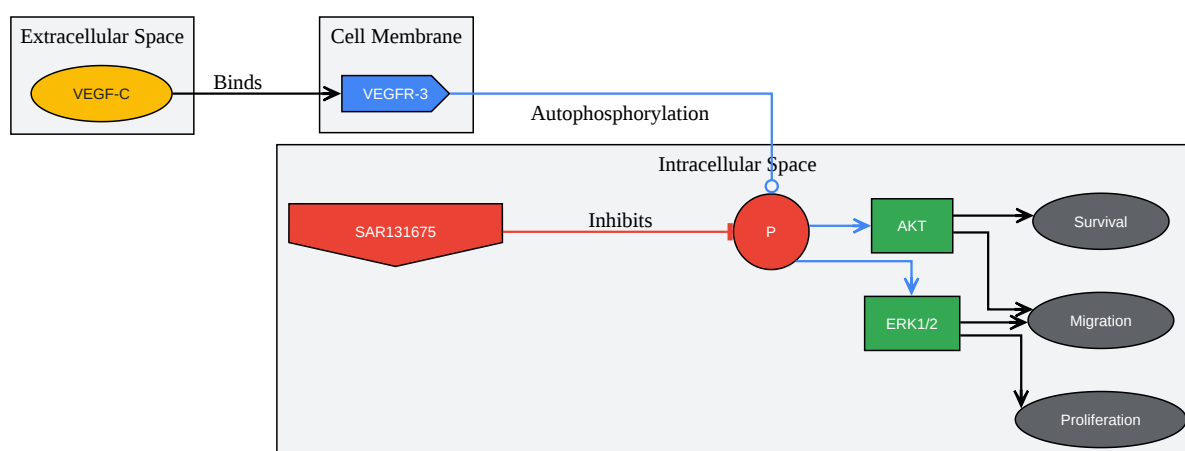 Extracellular Space
Cell Membrane
VEGF-C
Binds
VEGFR-3
Autophosphorylation
Intracellular Space
SAR131675
Inhibits
P
AKT
Survival
ERK1/2
Migration
Proliferation